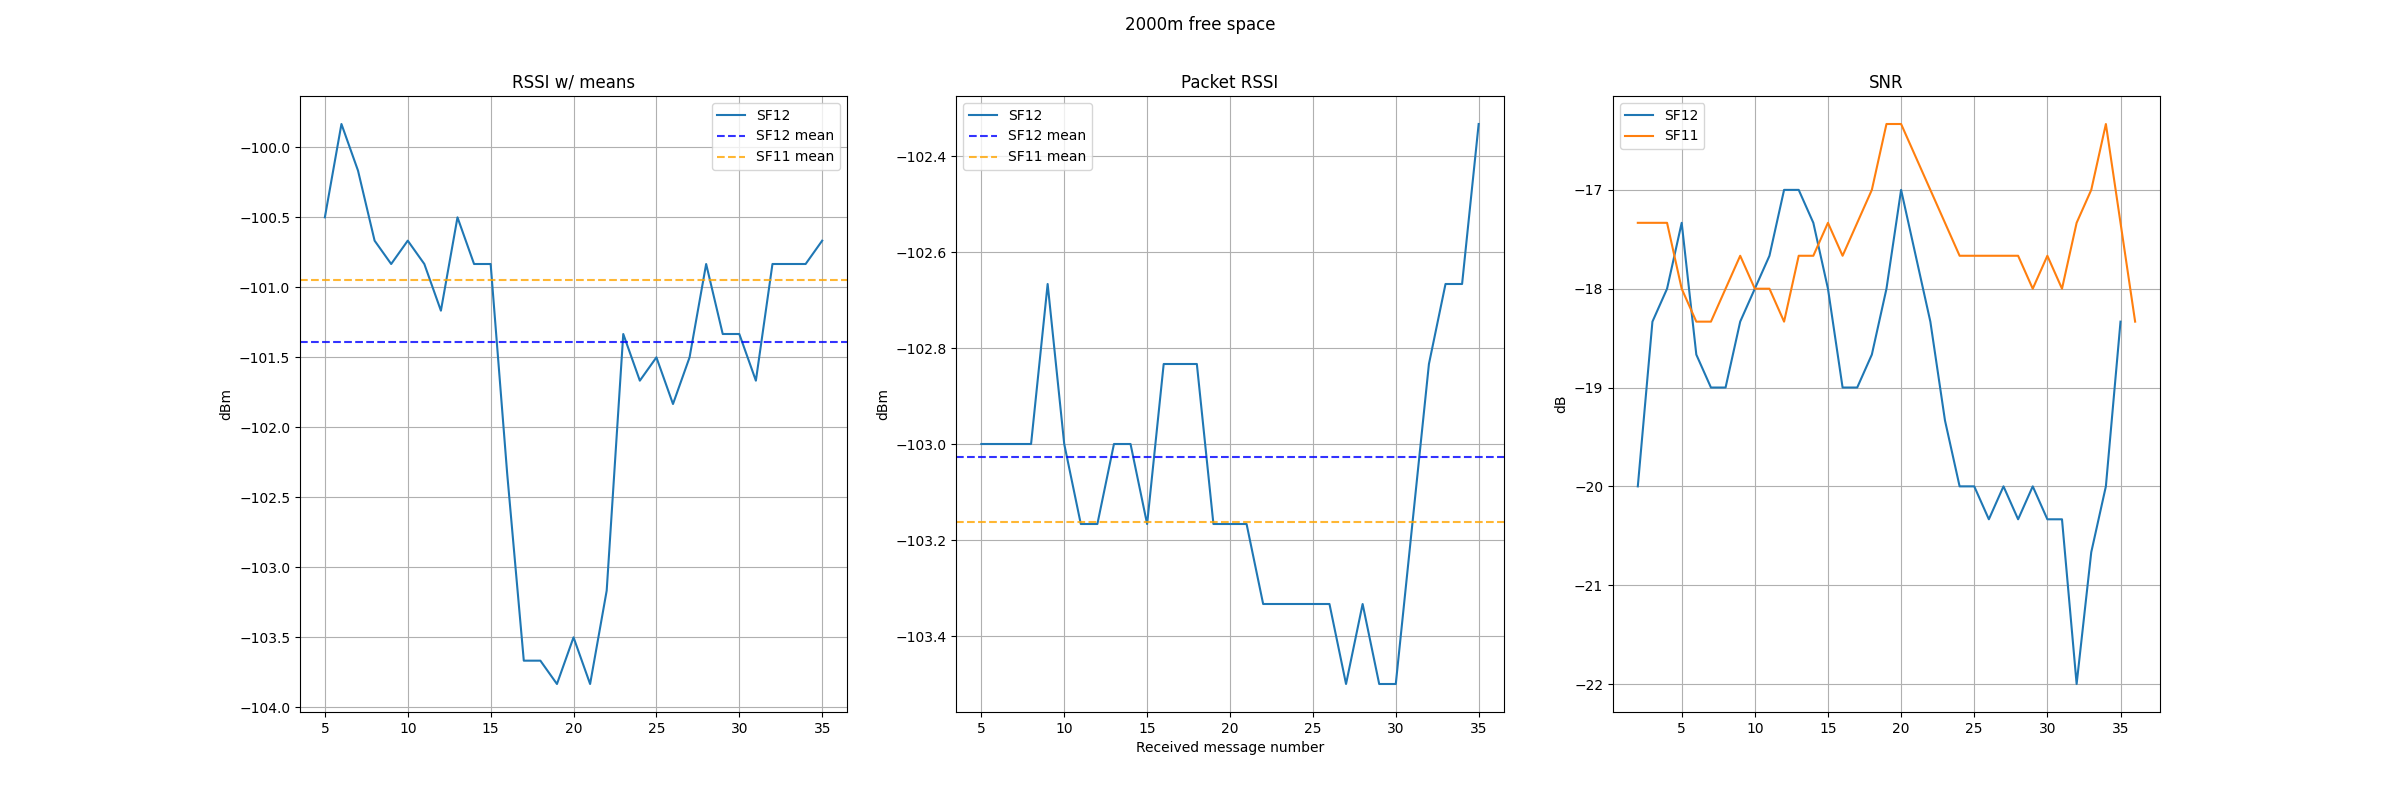 2000m free space
RSSI w/ means
SF12
SF12 mean
SF11 mean
dBm
−100.0
−100.5
−101.0
−101.5
−102.0
−102.5
−103.0
−103.5
−104.0
5 10 15 20 25 30 35
Packet RSSI
SF12
SF12 mean
SF11 mean
dBm
−102.4
−102.6
−102.8
−103.0
−103.2
−103.4
5 10 15 20 25 30 35
Received message number
SNR
SF12
SF11
dB
−17
−18
−19
−20
−21
−22
5 10 15 20 25 30 35